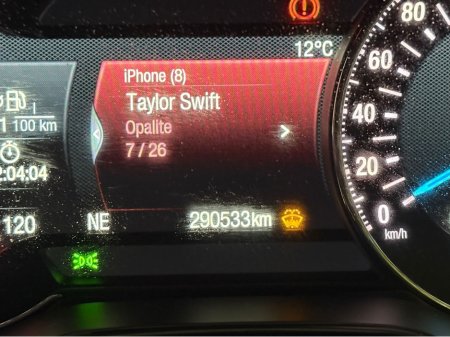 80
12°C
60
iPhone (8)
Taylor Swift
100 km
40
Opalite
7 / 26
:04:04
20
120
NE
290533km
0
km/h